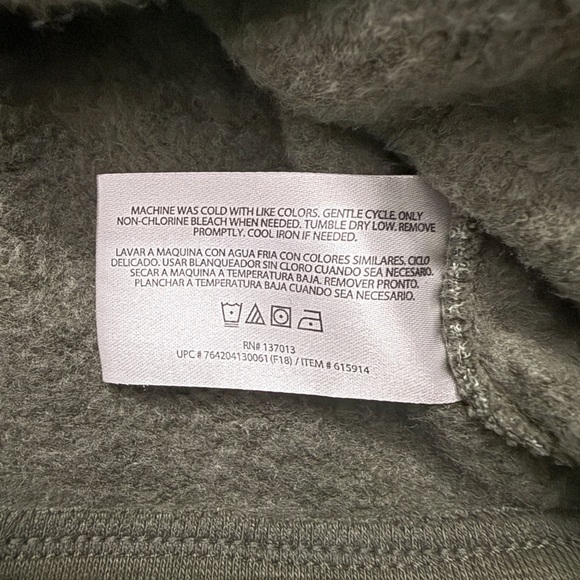 MACHINE WAS COLD WITH LIKE COLORS. GENTLE CYCLE. ONLY
NON-CHLORINE BLEACH WHEN NEEDED. TUMBLE DRY LOW. REMOVE
PROMPTLY. COOL IRON IF NEEDED.
LAVAR A MAQUINA CON AGUA FRIA CON COLORES SIMILARES. CICLO
DELICADO. USAR BLANQUEADOR SIN CLORO CUANDO SEA NECESARIO.
SECAR A MAQUINA A TEMPERATURA BAJA. REMOVER PRONTO.
PLANCHAR A TEMPERATURA BAJA CUANDO SEA NECESARIO.
RN# 137013
UPC # 764204130061 (F18) / ITEM # 615914